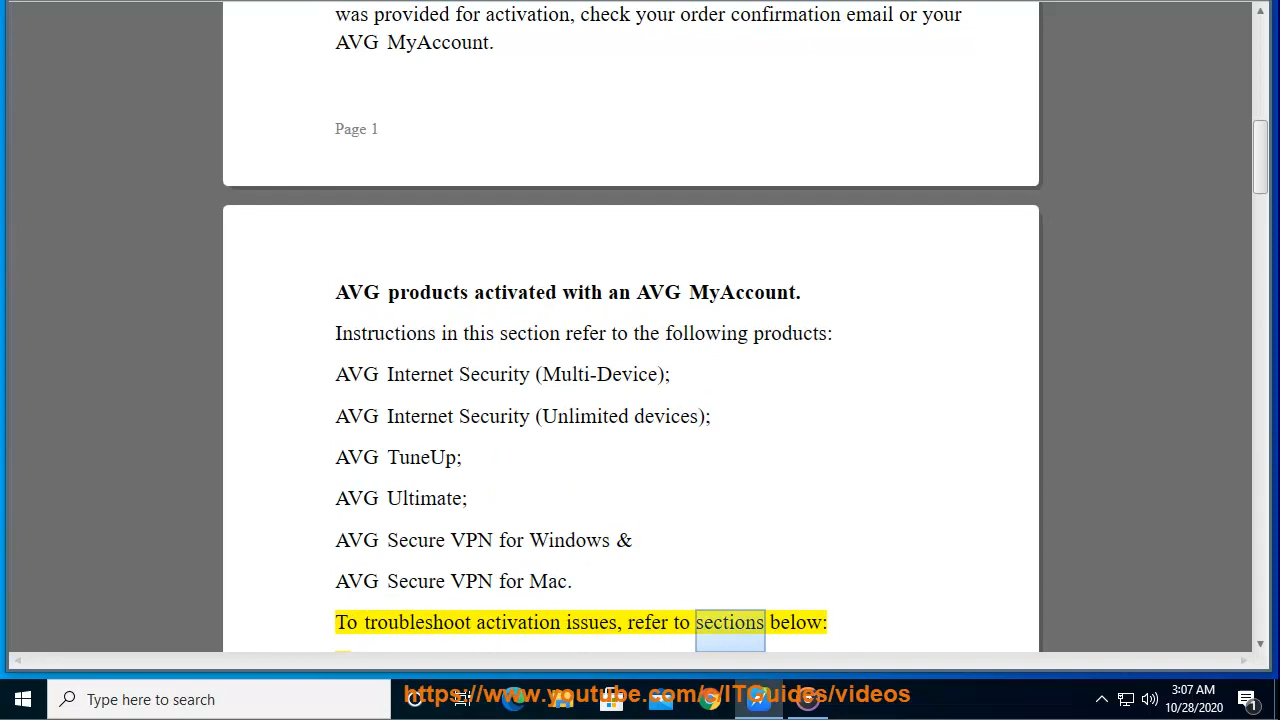 was provided for activation, check your order confirmation email or your
AVG MyAccount.
Page 1
AVG products activated with an AVG MyAccount.
Instructions in this section refer to the following products:
AVG Internet Security (Multi-Device);
AVG Internet Security (Unlimited devices);
AVG TuneUp;
AVG Ultimate;
AVG Secure VPN for Windows &
AVG Secure VPN for Mac.
To troubleshoot activation issues, refer to sections below:
Type here to search
https://www.youtube.com/c/ITGuides/videos
3:07 AM
10/28/2020
1